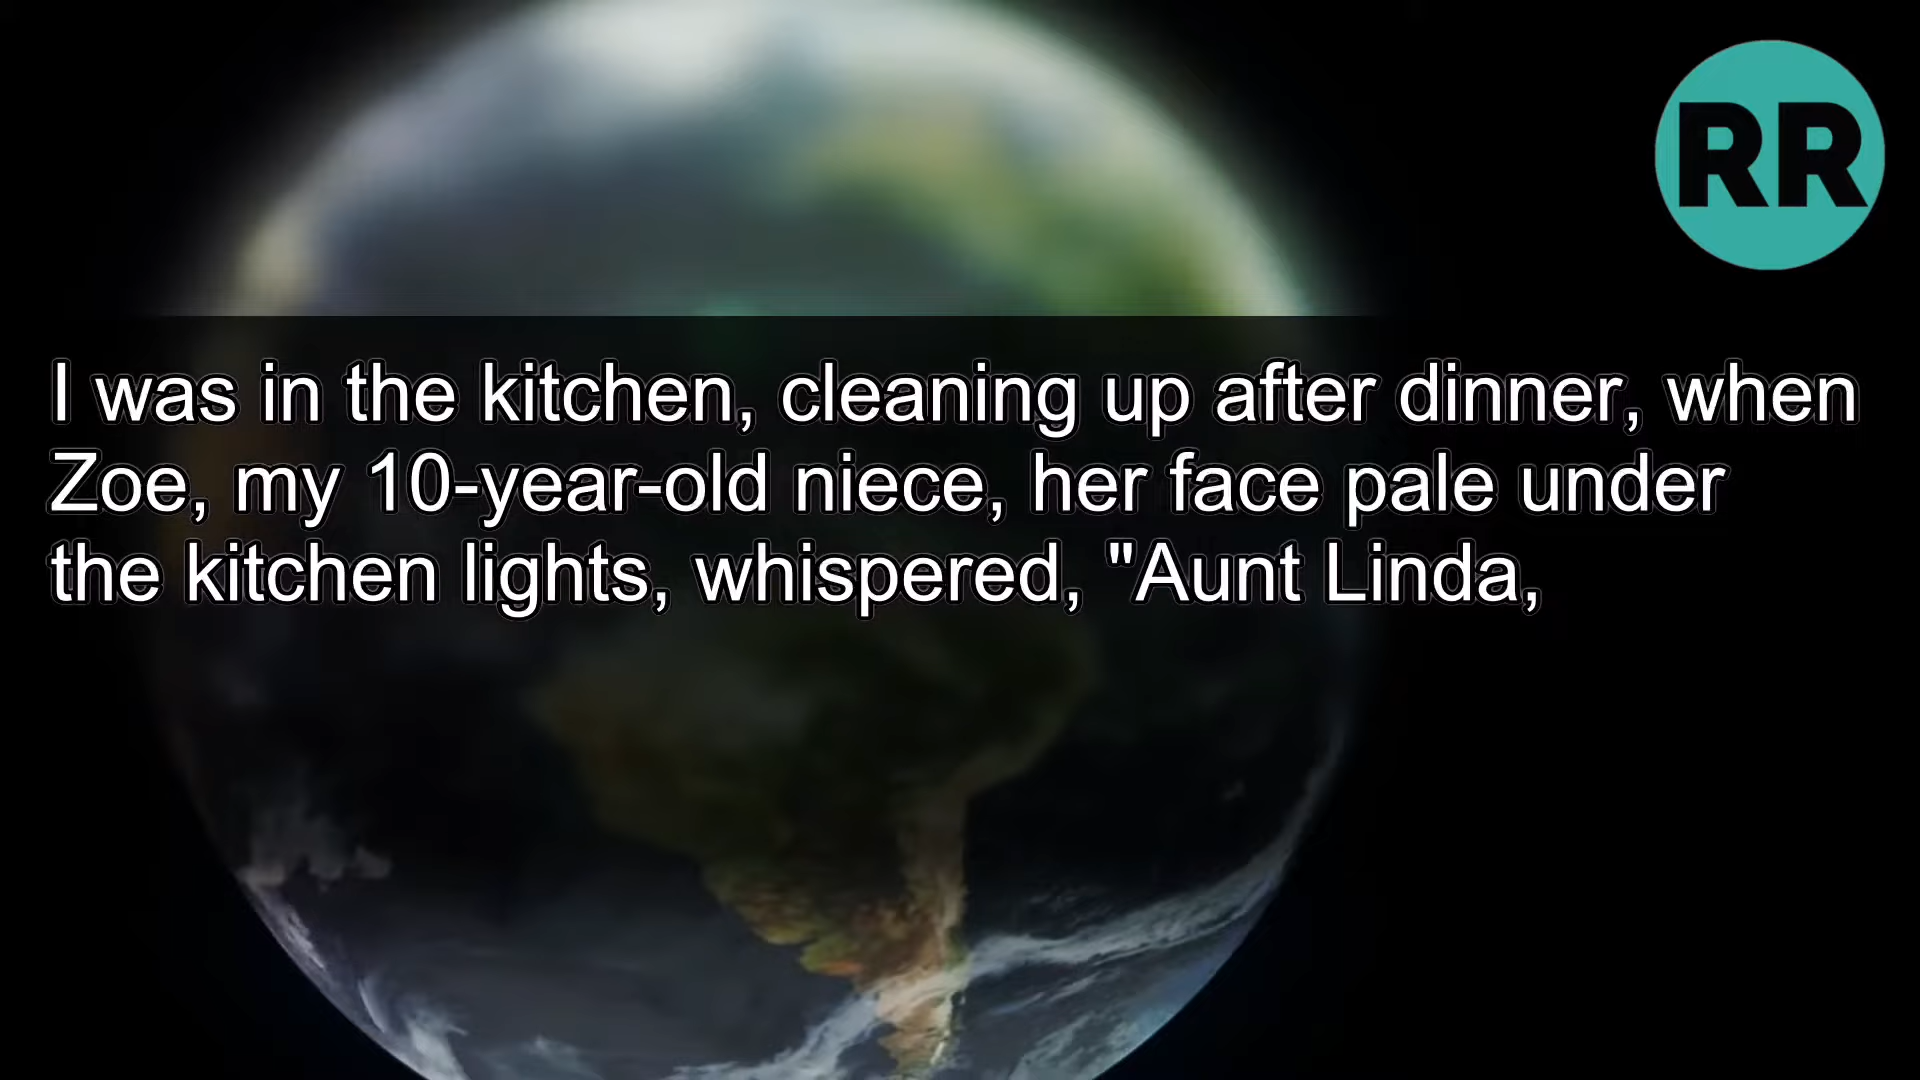 RR
I was in the kitchen, cleaning up after dinner, when
Zoe, my 10-year-old niece, her face pale under
the kitchen lights, whispered, "Aunt Linda,